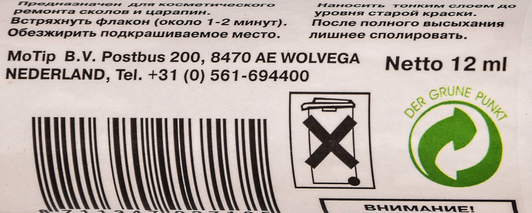 Предназначен для косметического
ремонта сколов и царапин.
Встряхнуть флакон (около 1-2 минут).
Обезжирить подкрашиваемое место.
Наносить тонким слоем до
уровня старой краски.
После полного высыхания
лишнее сполировать.
MoTip B.V. Postbus 200, 8470 AE WOLVEGA
NEDERLAND, Tel. +31 (0) 561-694400
Netto 12 ml
DER GRÜNE PUNKT
ВНИМАНИЕ!